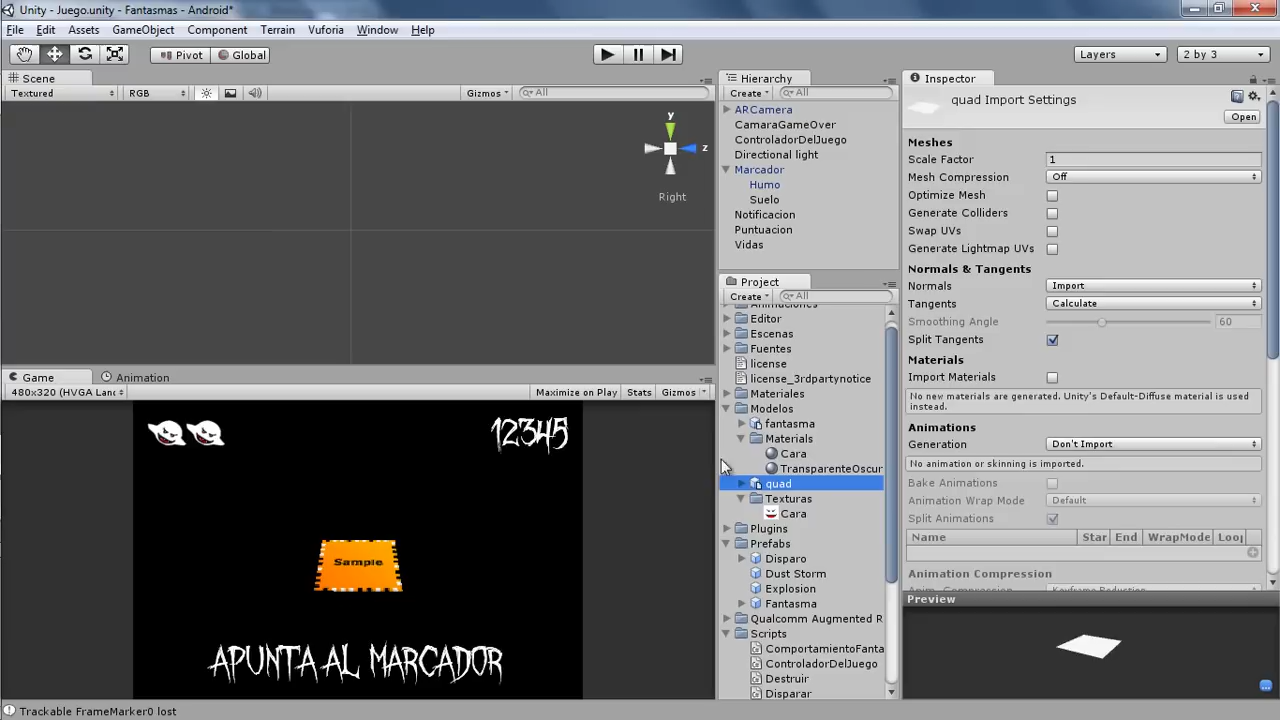 Unity - Juego.unity - Fantasmas - Android*
File Edit Assets GameObject Component Terrain Vuforia Window Help
Pivot Global Layers 2 by 3
Scene
Textured RGB Gizmos All
y
z
Right
Game Animation
480x320 (HVGA Land Maximize on Play Stats Gizmos
12345
Sample
APUNTA AL MARCADOR
Hierarchy
Create All
ARCamera
CamaraGameOver
ControladorDelJuego
Directional light
Marcador
Humo
Suelo
Notificacion
Puntuacion
Vidas
Project
Create All
Animaciones
Editor
Escenas
Fuentes
license
license_3rdpartynotice
Materiales
Modelos
fantasma
Materials
Cara
TransparenteOscur
quad
Texturas
Cara
Plugins
Prefabs
Disparo
Dust Storm
Explosion
Fantasma
Qualcomm Augmented R
Scripts
ComportamientoFanta
ControladorDelJuego
Destruir
Disparar
Inspector
quad Import Settings
Open
Meshes
Scale Factor 1
Mesh Compression Off
Optimize Mesh
Generate Colliders
Swap UVs
Generate Lightmap UVs
Normals & Tangents
Normals Import
Tangents Calculate
Smoothing Angle 60
Split Tangents
Materials
Import Materials
No new materials are generated. Unity's Default-Diffuse material is used
instead.
Animations
Generation Don't Import
No animation or skinning is imported.
Bake Animations
Animation Wrap Mode Default
Split Animations
Name Star End WrapMode Loop
Animation Compression
Anim. Compression Keyframe Reduction
Preview
Trackable FrameMarker0 lost